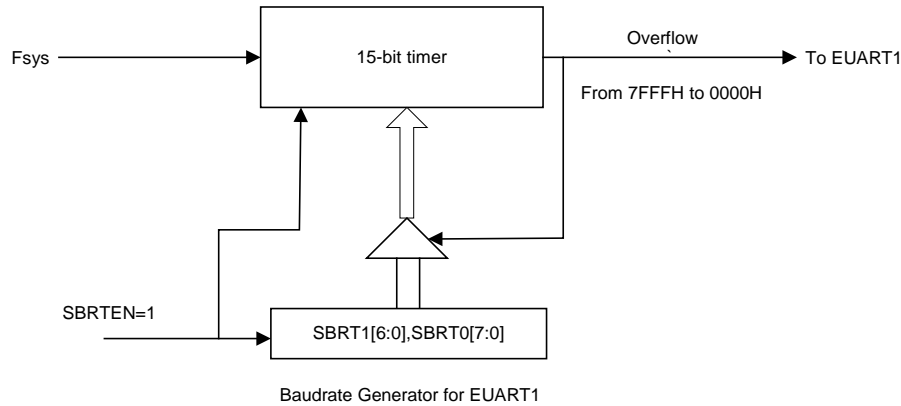 Fsys
15-bit timer
Overflow
`
To EUART1
From 7FFFH to 0000H
SBRTEN=1
SBRT1[6:0],SBRT0[7:0]
Baudrate Generator for EUART1